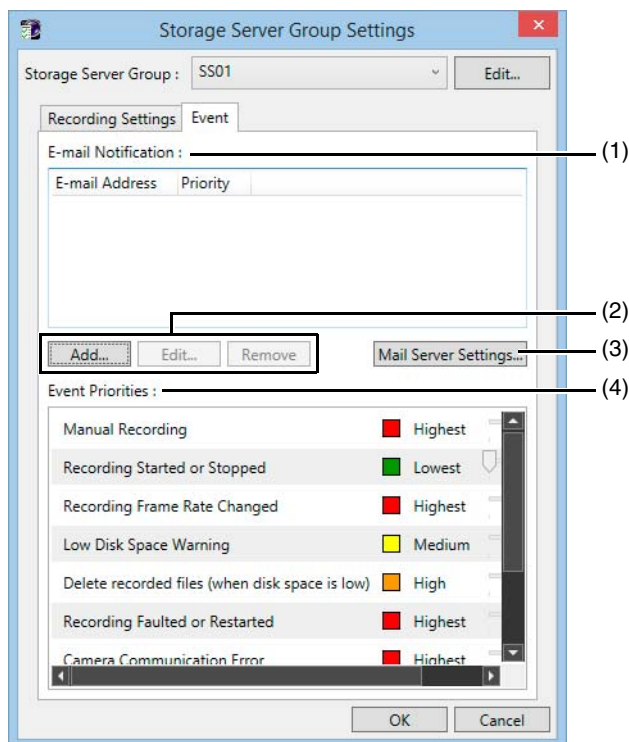 Storage Server Group Settings
Storage Server Group : SS01 Edit...
Recording Settings Event
E-mail Notification : (1)
E-mail Address Priority
(2)
Add... Edit... Remove Mail Server Settings... (3)
Event Priorities : (4)
Manual Recording Highest
Recording Started or Stopped Lowest
Recording Frame Rate Changed Highest
Low Disk Space Warning Medium
Delete recorded files (when disk space is low) High
Recording Faulted or Restarted Highest
Camera Communication Error Highest
OK Cancel